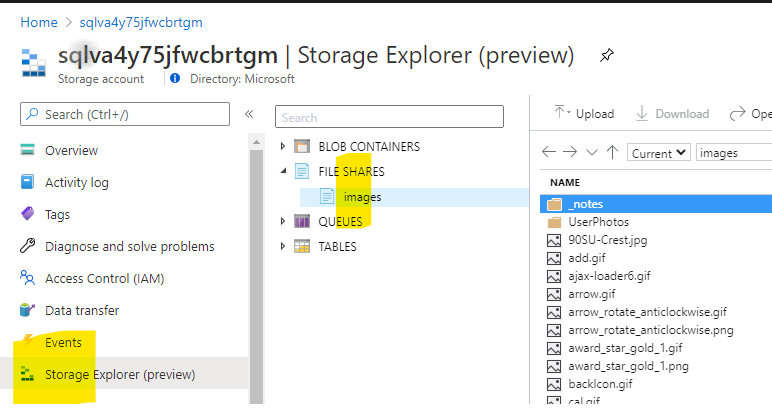 Home > sqlva4y75jfwcbrtgm
sqlva4y75jfwcbrtgm | Storage Explorer (preview)
Storage account
Directory: Microsoft
Search (Ctrl+/)
«
Overview
Activity log
Tags
Diagnose and solve problems
Access Control (IAM)
Data transfer
Events
Storage Explorer (preview)
Search
BLOB CONTAINERS
FILE SHARES
images
QUEUES
TABLES
Upload
Download
Ope
Current
images
NAME
_notes
UserPhotos
90SU-Crest.jpg
add.gif
ajax-loader6.gif
arrow.gif
arrow_rotate_anticlockwise.gif
arrow_rotate_anticlockwise.png
award_star_gold_1.gif
award_star_gold_1.png
backIcon.gif
cal.gif